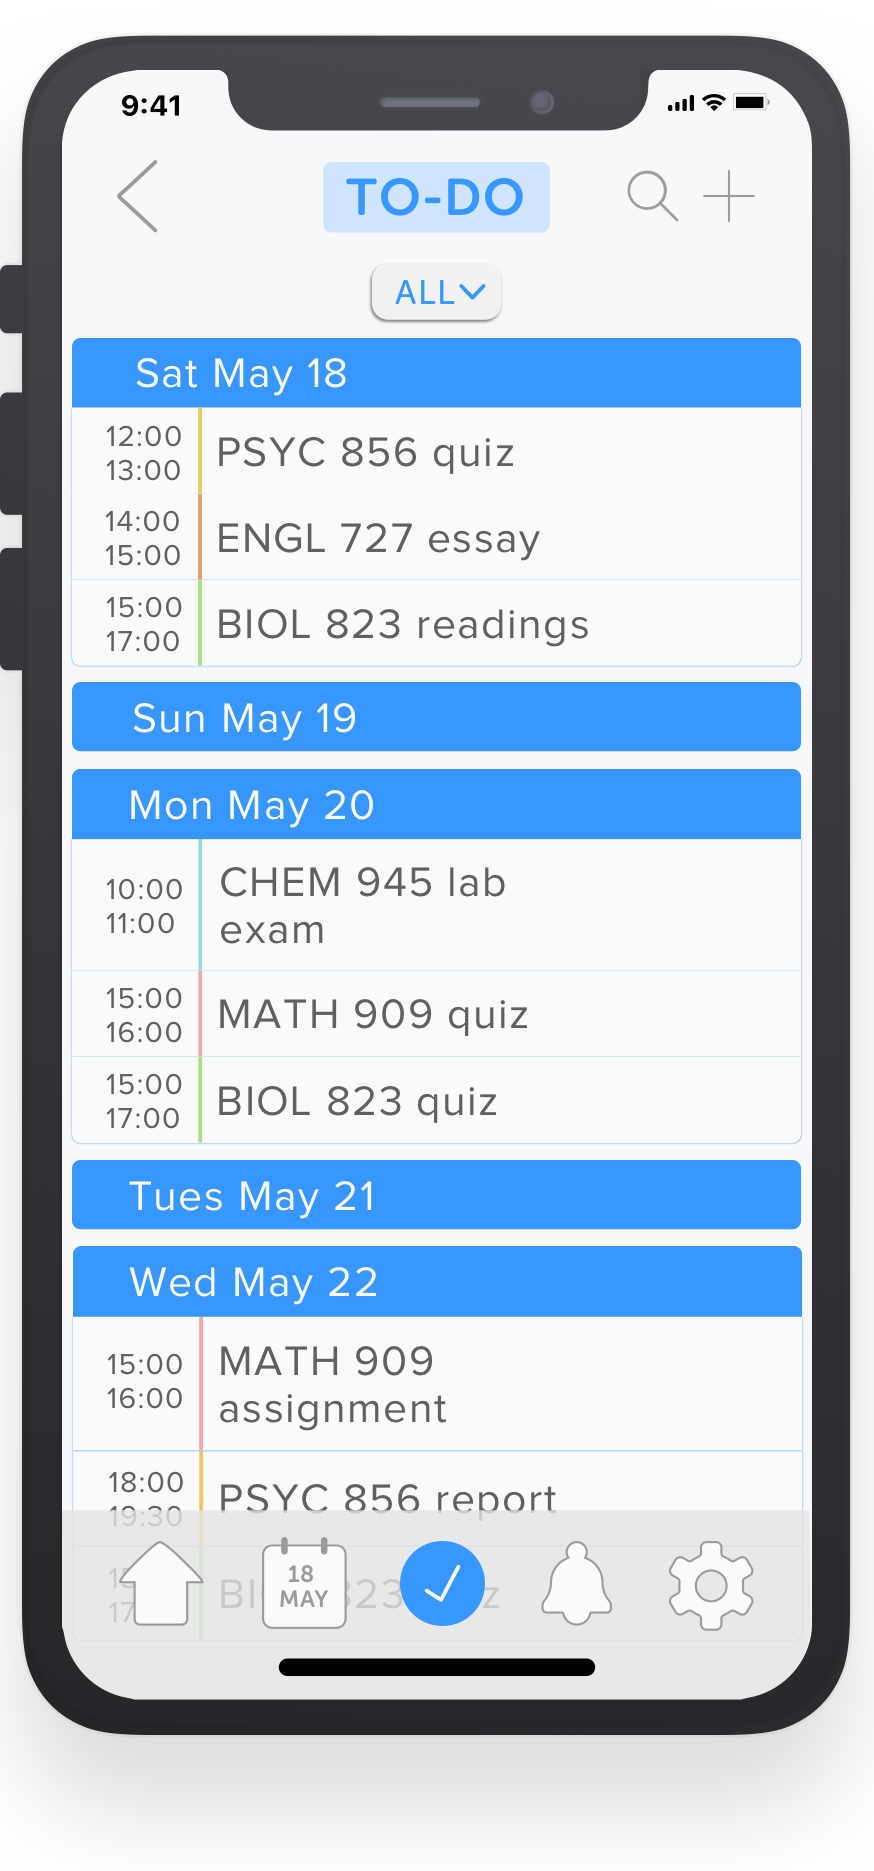 9:41
TO-DO
ALL
Sat May 18
12:00
13:00
PSYC 856 quiz
14:00
15:00
ENGL 727 essay
15:00
17:00
BIOL 823 readings
Sun May 19
Mon May 20
10:00
11:00
CHEM 945 lab
exam
15:00
16:00
MATH 909 quiz
15:00
17:00
BIOL 823 quiz
Tues May 21
Wed May 22
15:00
16:00
MATH 909
assignment
18:00
19:30
PSYC 856 report
18
MAY